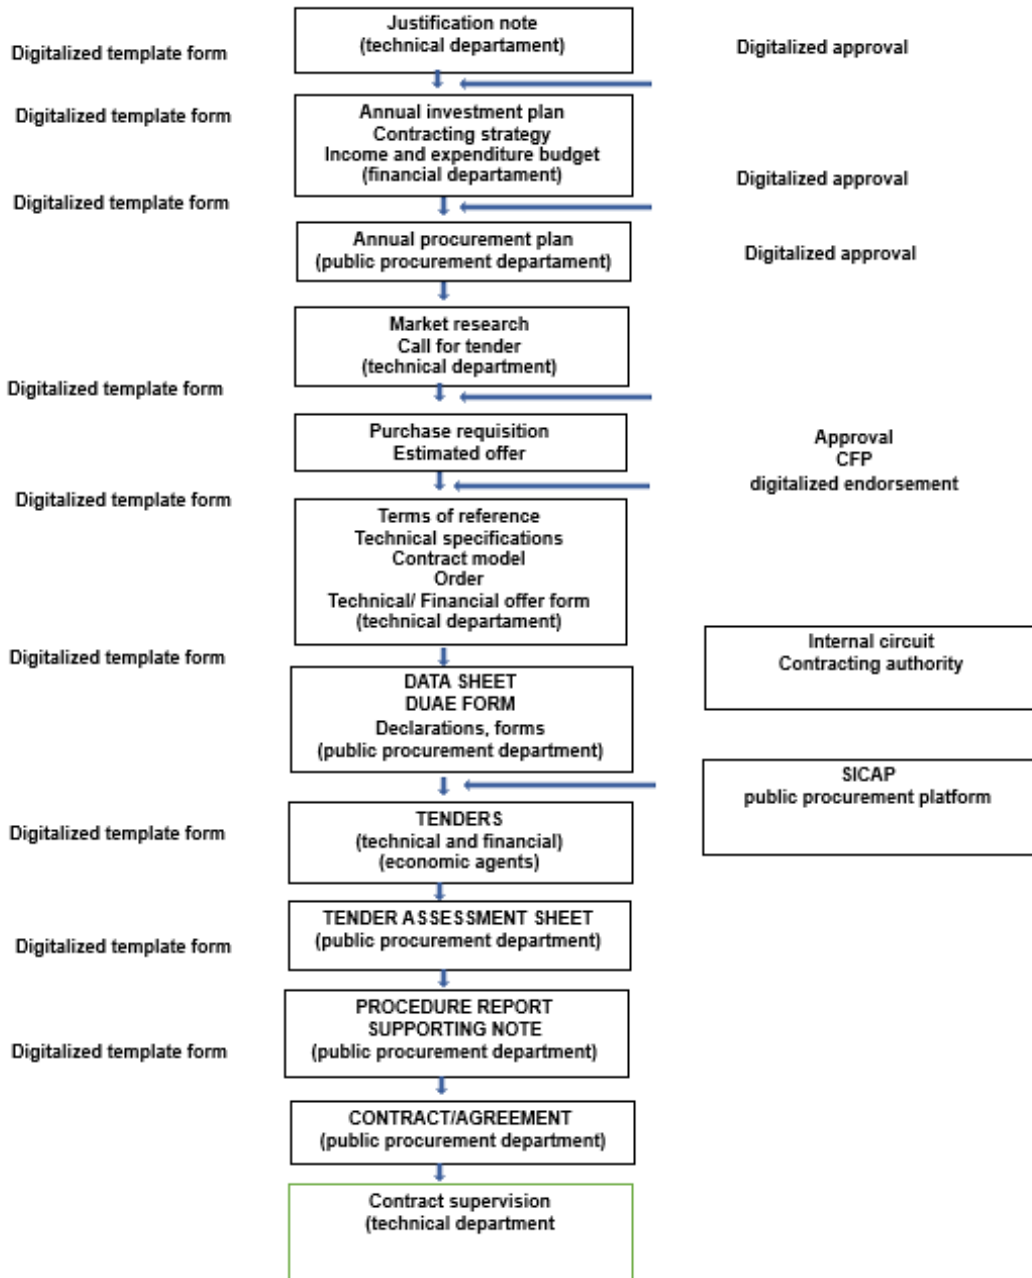 Justification note
(technical departament)
Digitalized template form
Digitalized approval
Digitalized template form
Annual investment plan
Contracting strategy
Income and expenditure budget
(financial departament)
Digitalized approval
Digitalized template form
Annual procurement plan
(public procurement departament)
Digitalized approval
Market research
Call for tender
(technical department)
Digitalized template form
Purchase requisition
Estimated offer
Approval
CFP
digitalized endorsement
Digitalized template form
Terms of reference
Technical specifications
Contract model
Order
Technical/ Financial offer form
(technical departament)
Internal circuit
Contracting authority
Digitalized template form
DATA SHEET
DUAE FORM
Declarations, forms
(public procurement department)
SICAP
public procurement platform
Digitalized template form
TENDERS
(technical and financial)
(economic agents)
TENDER ASSESSMENT SHEET
(public procurement department)
Digitalized template form
PROCEDURE REPORT
SUPPORTING NOTE
(public procurement department)
Digitalized template form
CONTRACT/AGREEMENT
(public procurement department)
Contract supervision
(technical department